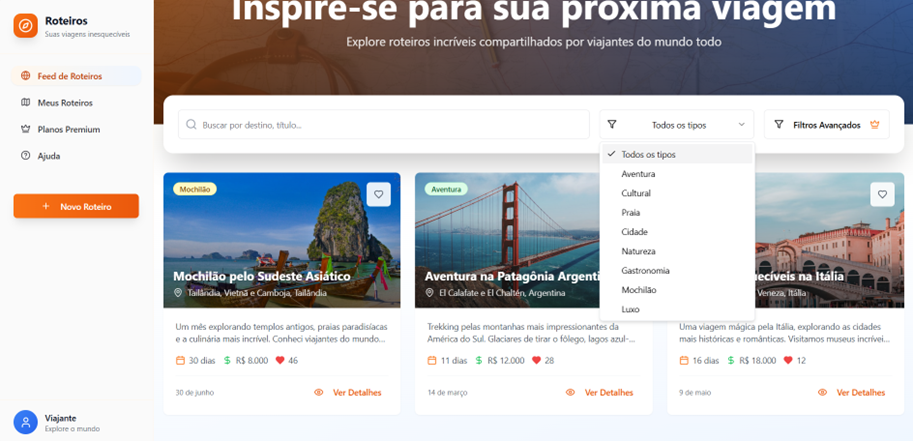 Roteiros
Suas viagens inesquecíveis
Feed de Roteiros
Meus Roteiros
Planos Premium
Ajuda
+ Novo Roteiro
Viajante
Explore o mundo
Inspire-se para sua próxima viagem
Explore roteiros incríveis compartilhados por viajantes do mundo todo
Buscar por destino, título...
Todos os tipos
Filtros Avançados
Todos os tipos
Aventura
Cultural
Praia
Cidade
Natureza
Gastronomia
Mochilão
Luxo
Mochilão
Mochilão pelo Sudeste Asiático
Tailândia, Vietnã e Camboja, Tailândia
Um mês explorando templos antigos, praias paradisíacas
e a culinária mais incrível. Conheci viajantes do mundo...
30 dias $ R$ 8.000 46
30 de junho Ver Detalhes
Aventura
Aventura na Patagônia Argenti
El Calafate e El Chaltén, Argentina
Trekking pelas montanhas mais impressionantes da
América do Sul. Glaciares de tirar o fôlego, lagos azul-...
11 dias $ R$ 12.000 28
14 de março Ver Detalhes
ecíveis na Itália
Veneza, Itália
Uma viagem mágica pela Itália, explorando as cidades
mais históricas e românticas. Visitamos museus incrívei...
16 dias $ R$ 18.000 12
9 de maio Ver Detalhes